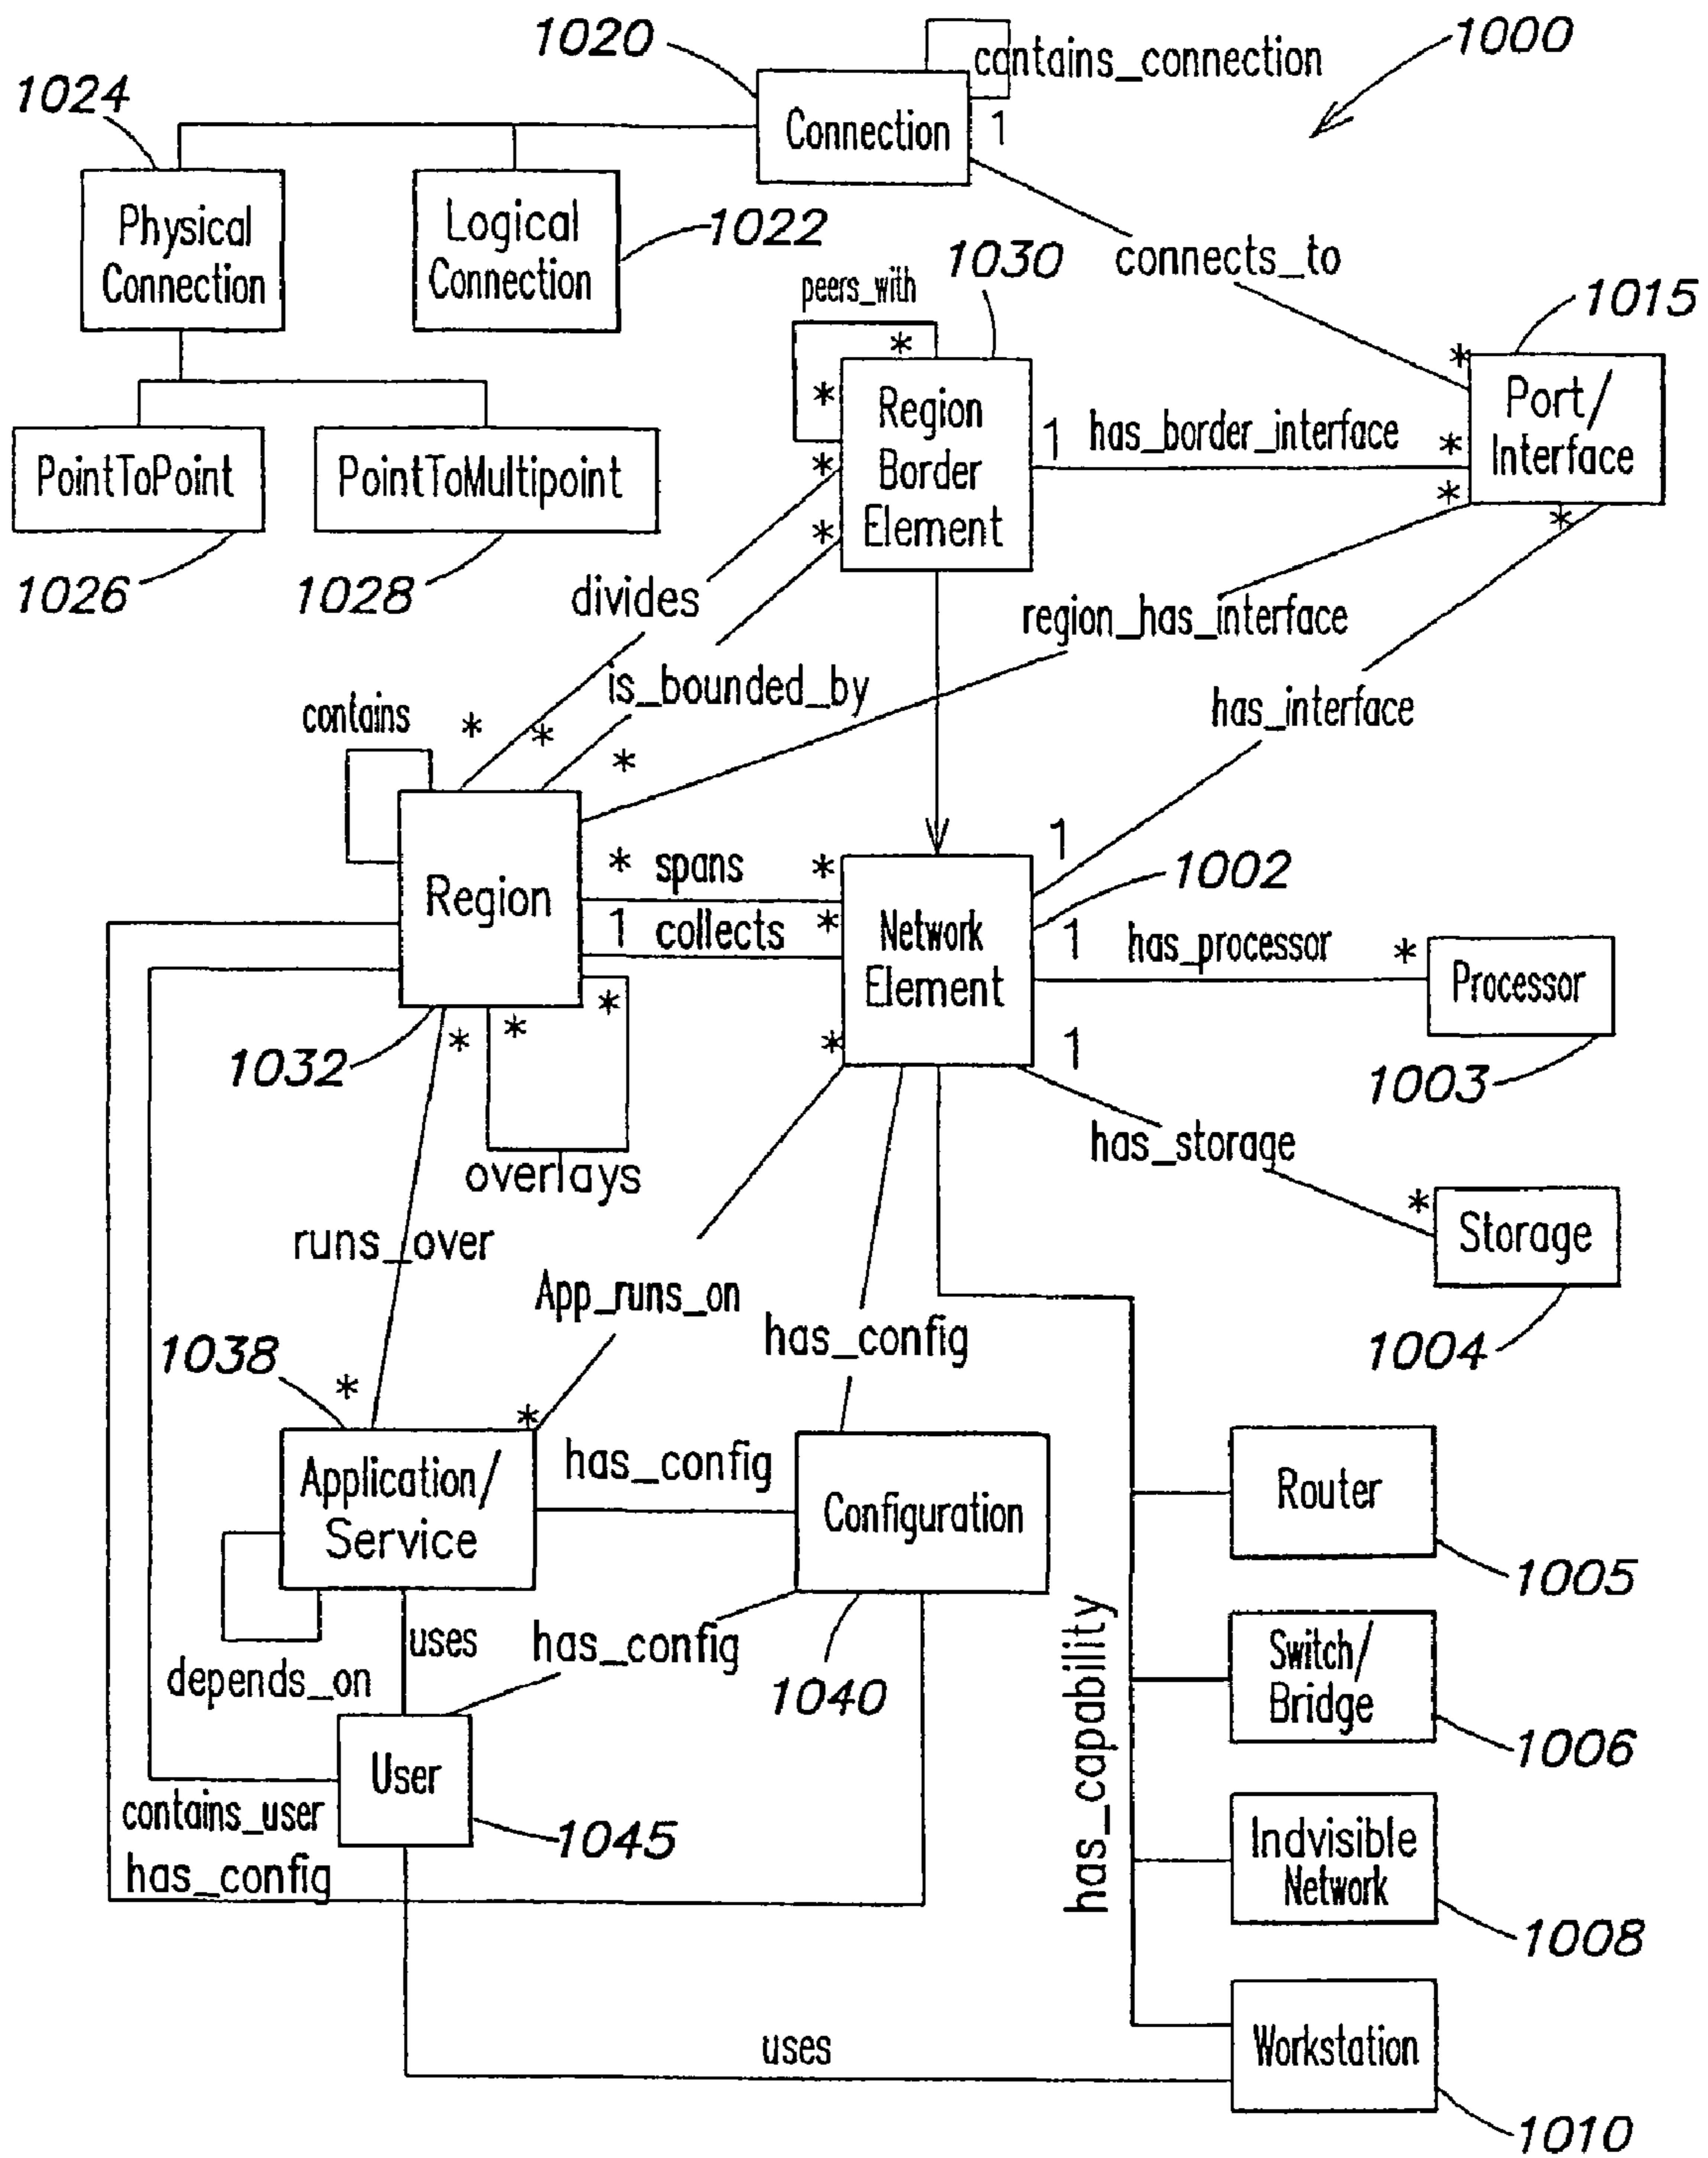 1020
contains_connection
1000
1024
Connection
1
Physical
Connection
Logical
Connection
1022
connects_to
1030
peers_with
1015
*
*
Port/
Interface
*
Region
Border
Element
1
has_border_interface
*
*
*
*
*
PointToPoint
PointToMultipoint
1026
1028
divides
region_has_interface
is_bounded_by
has_interface
contains
*
*
*
1
1002
Region
*
spans
*
1
collects
*
Network
Element
1
has_processor
*
Processor
1003
*
*
*
*
1
1032
overlays
has_storage
*
Storage
1004
runs_over
App_runs_on
has_config
1038
*
*
Application/
Service
has_config
Configuration
Router
1005
depends_on
uses
has_config
1040
has_capability
Switch/
Bridge
1006
User
contains_user
1045
has_config
Indvisible
Network
1008
uses
Workstation
1010